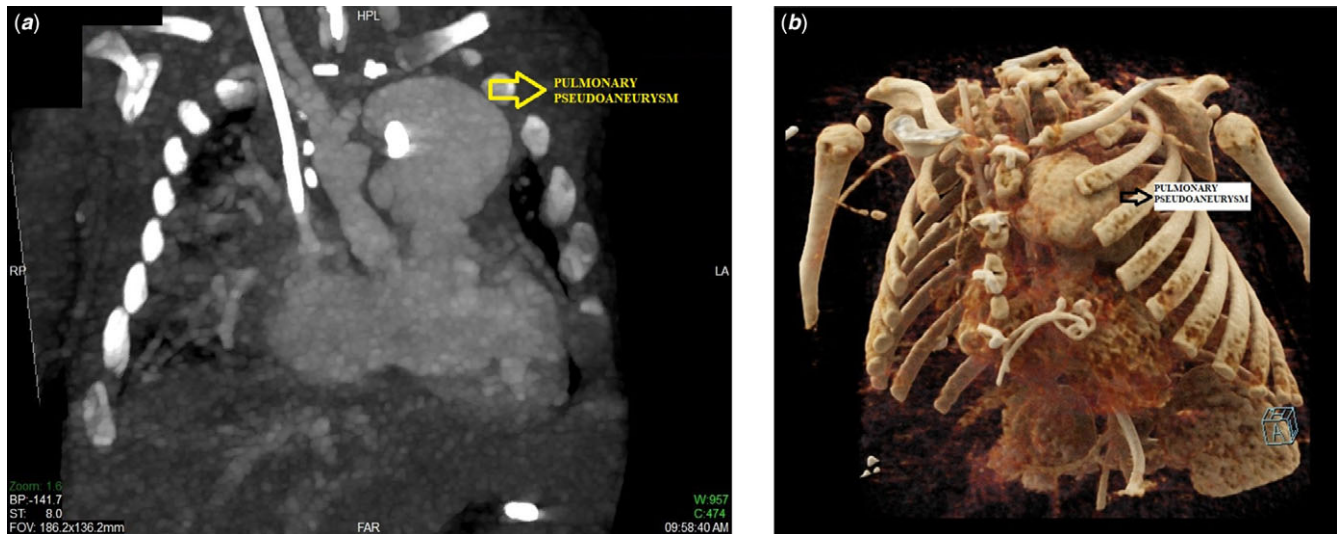 (a)
HPL
PULMONARY
PSEUDOANEURYSM
RP
LA
Zoom: 1.6
BP:-141.7
ST: 8.0
FOV: 186.2x136.2mm
FAR
W:957
C:474
09:58:40 AM
(b)
PULMONARY
PSEUDOANEURYSM
A